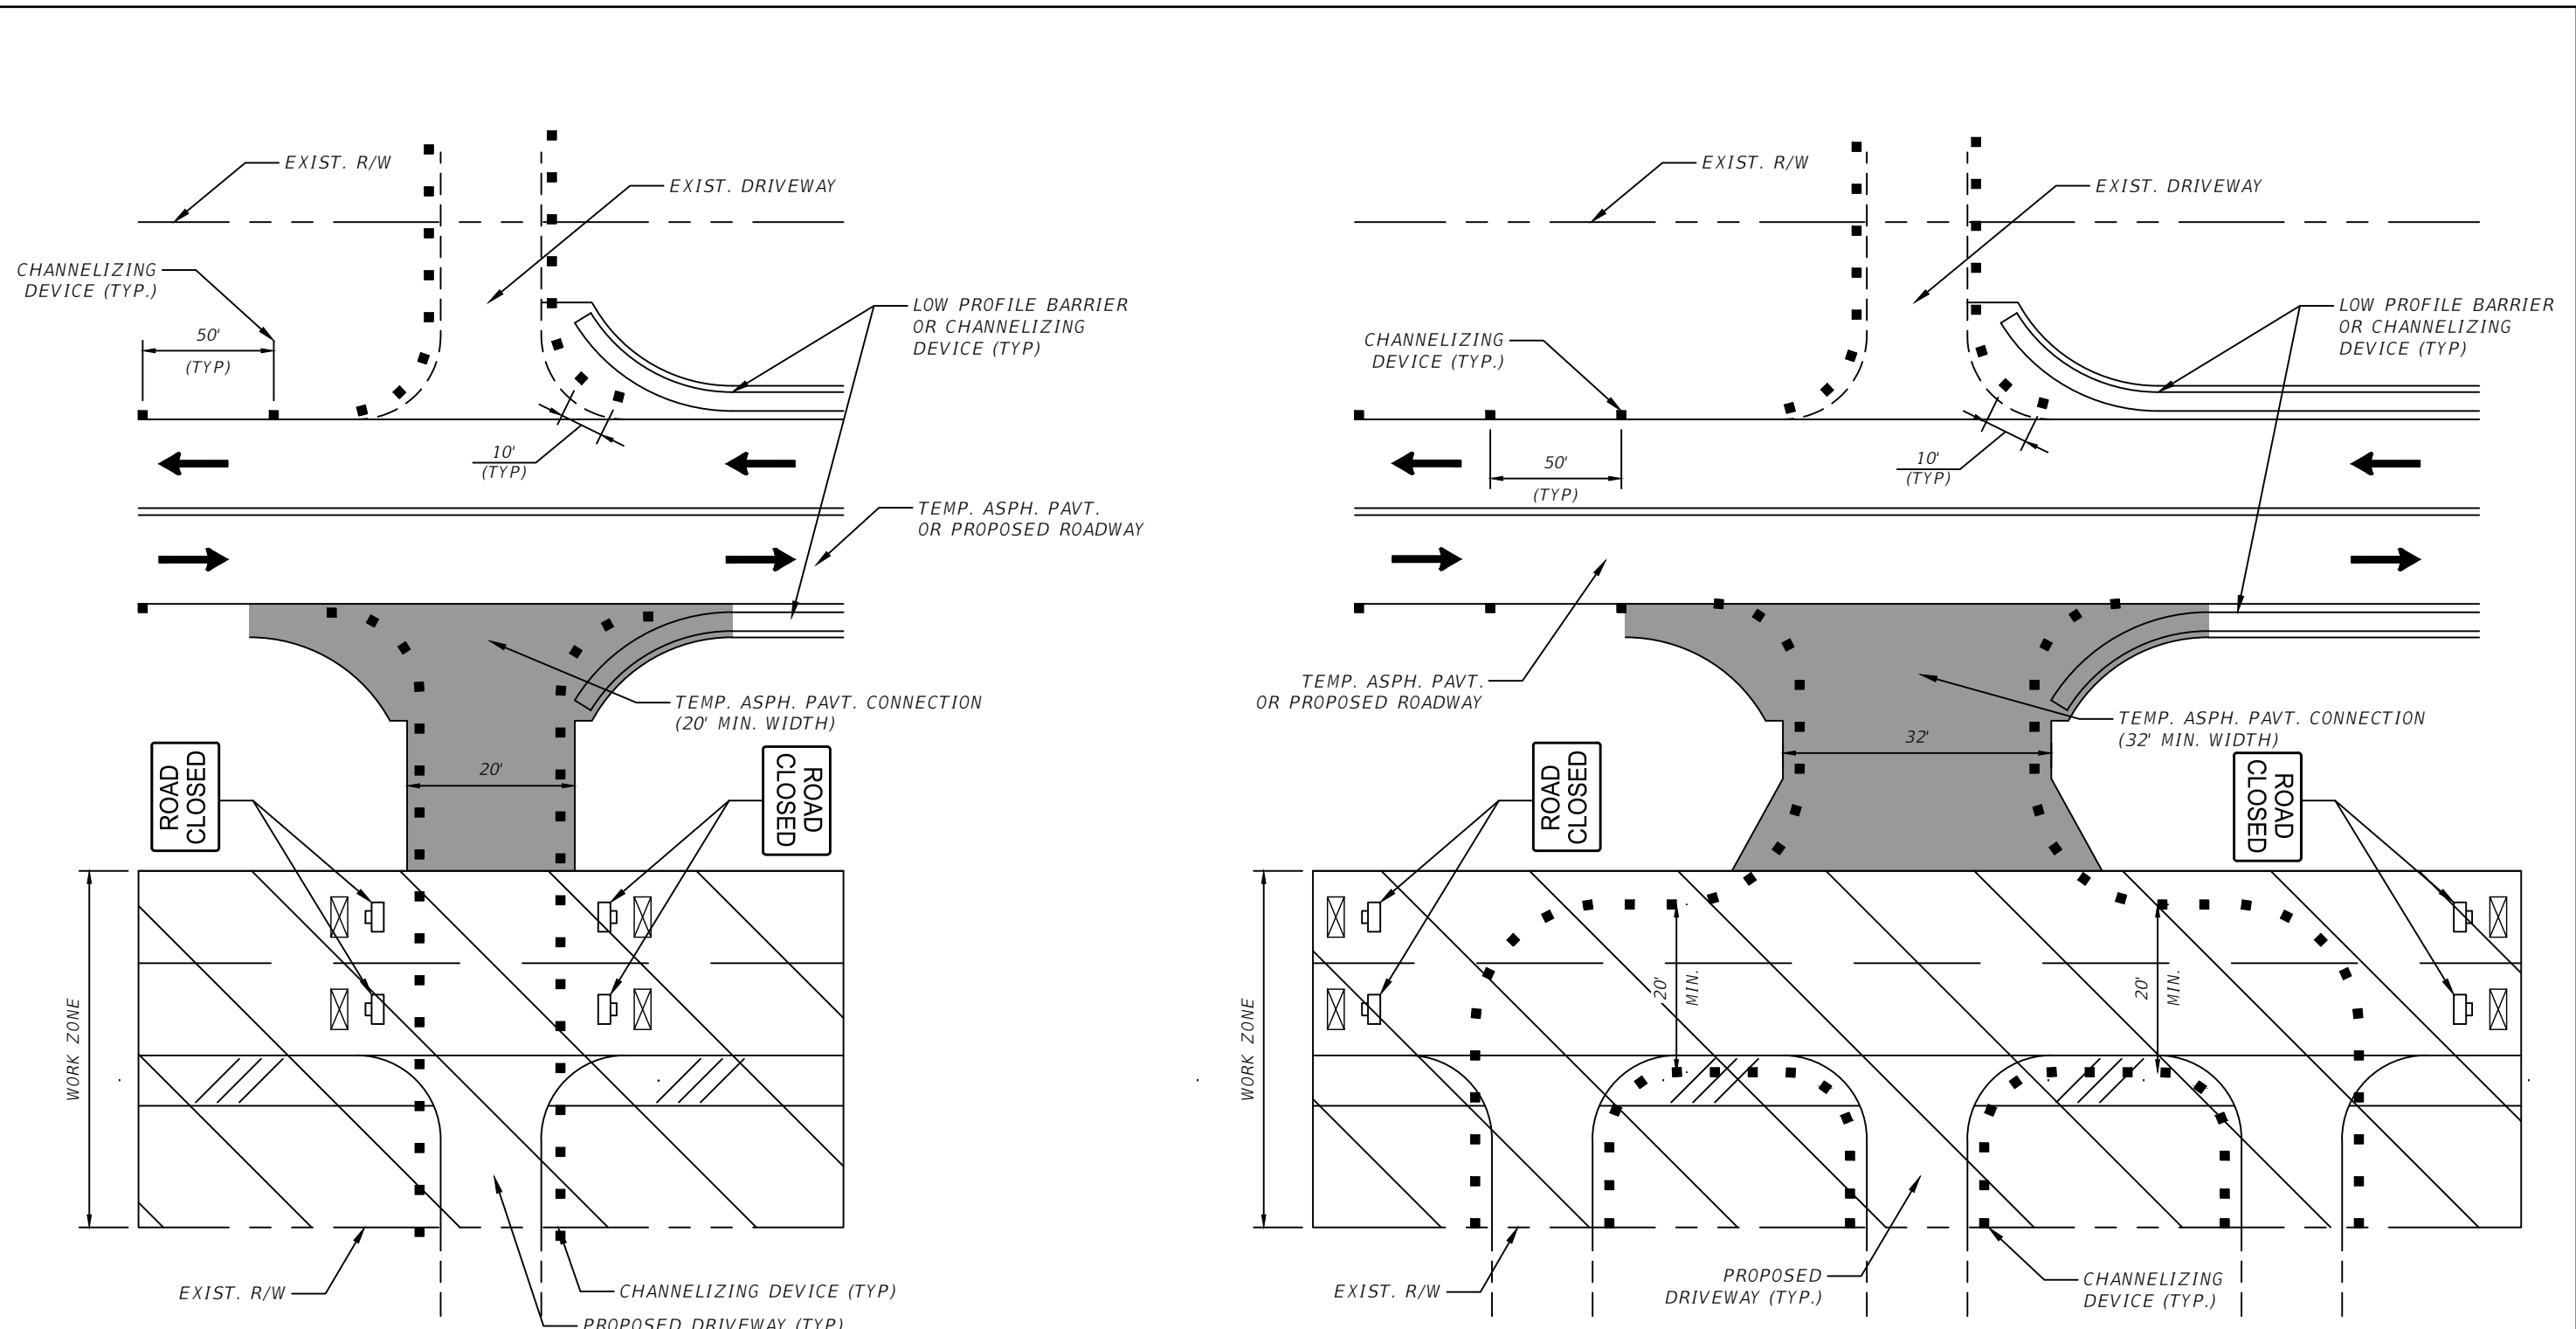 EXIST. R/W
EXIST. DRIVEWAY
CHANNELIZING
DEVICE (TYP.)
50'
(TYP)
LOW PROFILE BARRIER
OR CHANNELIZING
DEVICE (TYP)
10'
(TYP)
TEMP. ASPH. PAVT.
OR PROPOSED ROADWAY
TEMP. ASPH. PAVT. CONNECTION
(20' MIN. WIDTH)
ROAD
CLOSED
20'
ROAD
CLOSED
WORK ZONE
EXIST. R/W
CHANNELIZING DEVICE (TYP)
PROPOSED DRIVEWAY (TYP)
EXIST. R/W
EXIST. DRIVEWAY
CHANNELIZING
DEVICE (TYP.)
LOW PROFILE BARRIER
OR CHANNELIZING
DEVICE (TYP)
50'
(TYP)
10'
(TYP)
TEMP. ASPH. PAVT.
OR PROPOSED ROADWAY
TEMP. ASPH. PAVT. CONNECTION
(32' MIN. WIDTH)
32'
ROAD
CLOSED
ROAD
CLOSED
20'
MIN.
20'
MIN.
WORK ZONE
EXIST. R/W
PROPOSED
DRIVEWAY (TYP.)
CHANNELIZING
DEVICE (TYP.)